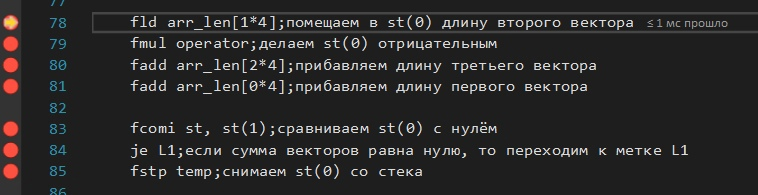 77
78 fld arr_len[1*4];помещаем в st(0) длину второго вектора ≤ 1 мс прошло
79 fmul operator;делаем st(0) отрицательным
80 fadd arr_len[2*4];прибавляем длину третьего вектора
81 fadd arr_len[0*4];прибавляем длину первого вектора
82
83 fcomi st, st(1);сравниваем st(0) с нулём
84 je L1;если сумма векторов равна нулю, то переходим к метке L1
85 fstp temp;снимаем st(0) со стека
86